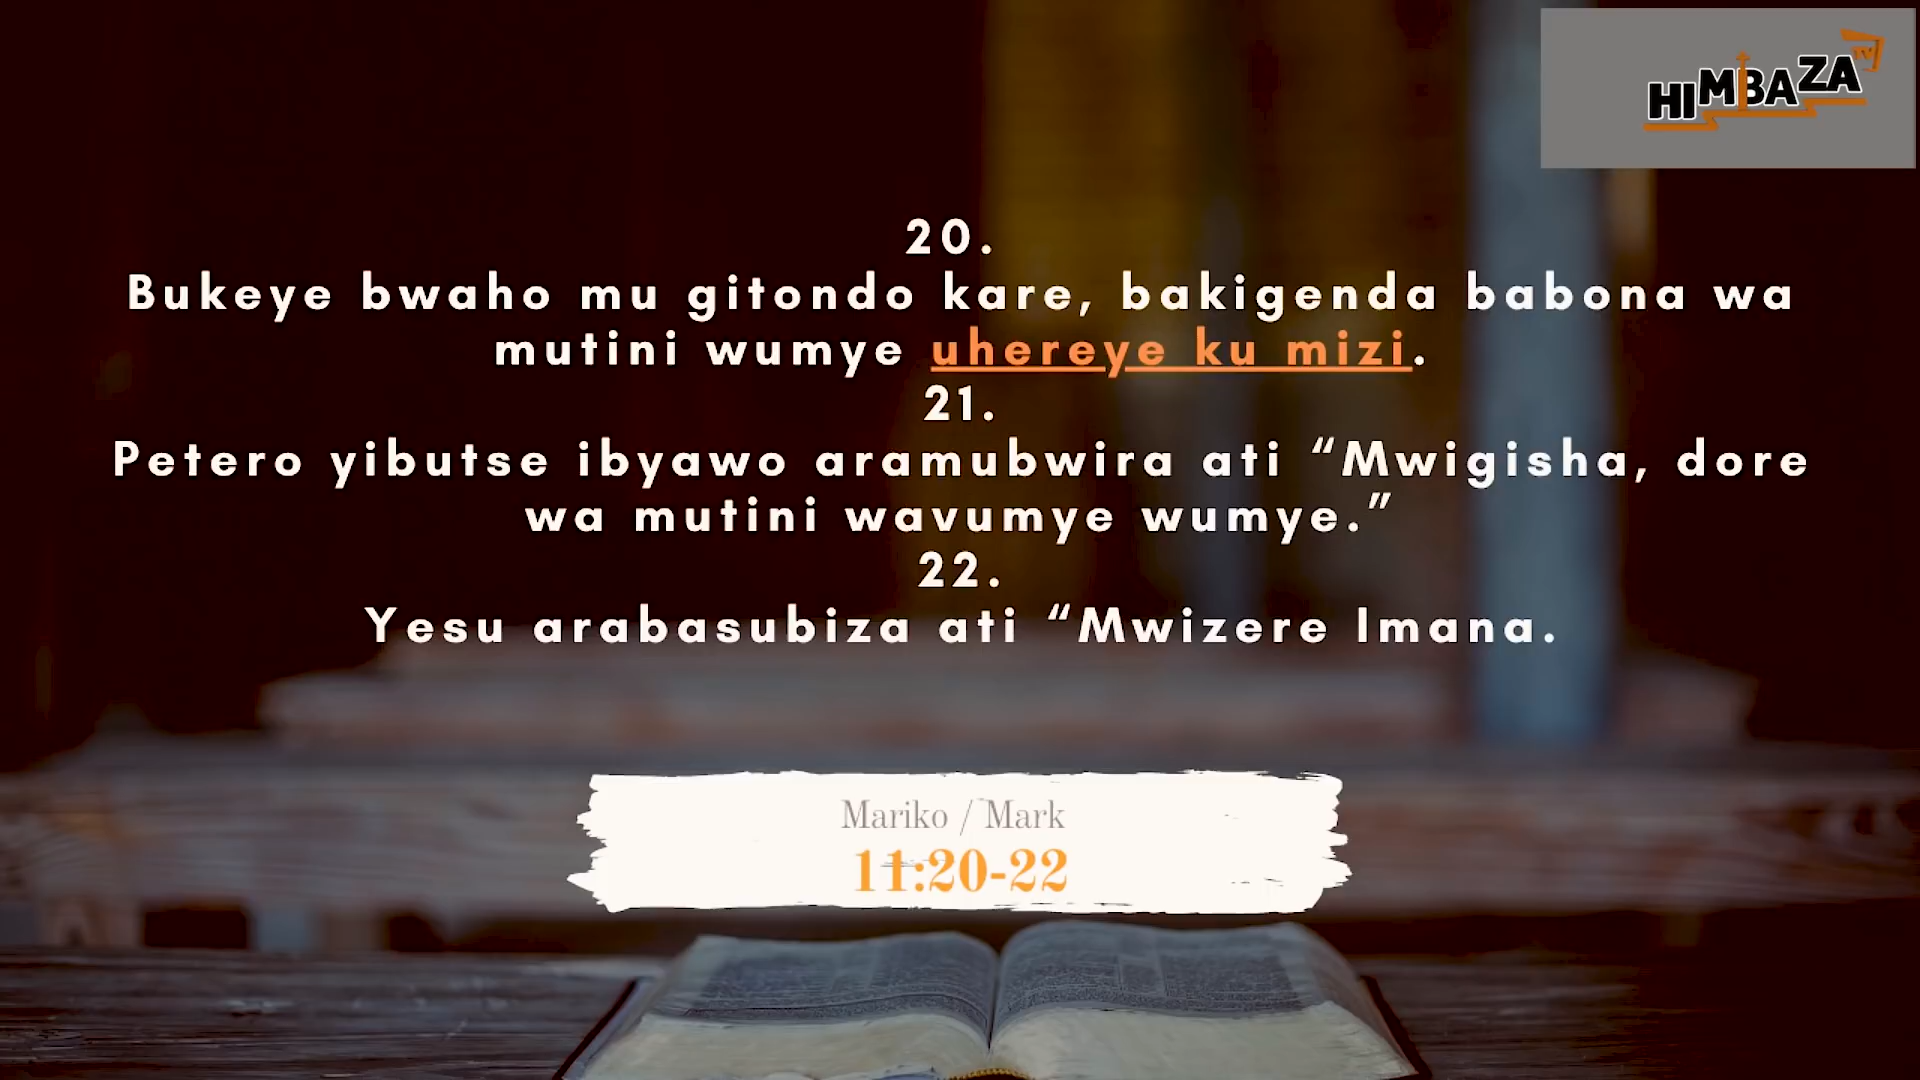 HIMBAZA TV
20.
Bukeye bwaho mu gitondo kare, bakigenda babona wa
mutini wumye uhereye ku mizi.
21.
Petero yibutse ibyawo aramubwira ati “Mwigisha, dore
wa mutini wavumye wumye.”
22.
Yesu arabasubiza ati “Mwizere Imana.
Mariko / Mark
11:20-22